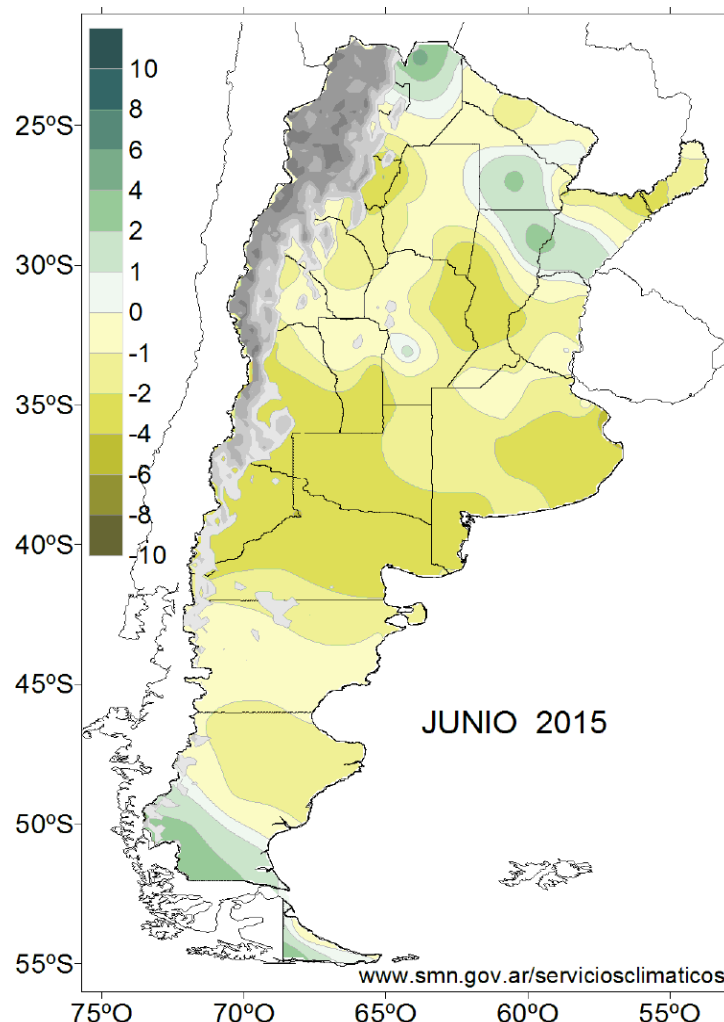 10
8
6
4
2
1
0
-1
-2
-4
-6
-8
-10
25ºS
30ºS
35ºS
40ºS
45ºS
50ºS
55ºS
JUNIO 2015
www.smn.gov.ar/serviciosclimaticos
75ºO 70ºO 65ºO 60ºO 55ºO